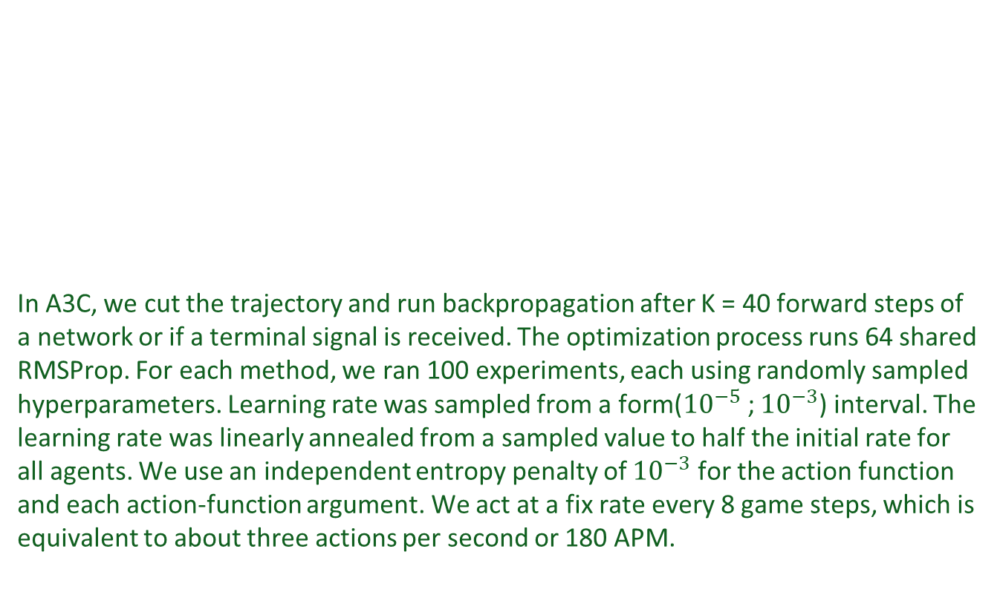 In A3C, we cut the trajectory and run backpropagation after K = 40 forward steps of
a network or if a terminal signal is received. The optimization process runs 64 shared
RMSProp. For each method, we ran 100 experiments, each using randomly sampled
hyperparameters. Learning rate was sampled from a form(10⁻⁵ ; 10⁻³) interval. The
learning rate was linearly annealed from a sampled value to half the initial rate for
all agents. We use an independent entropy penalty of 10⁻³ for the action function
and each action-function argument. We act at a fix rate every 8 game steps, which is
equivalent to about three actions per second or 180 APM.